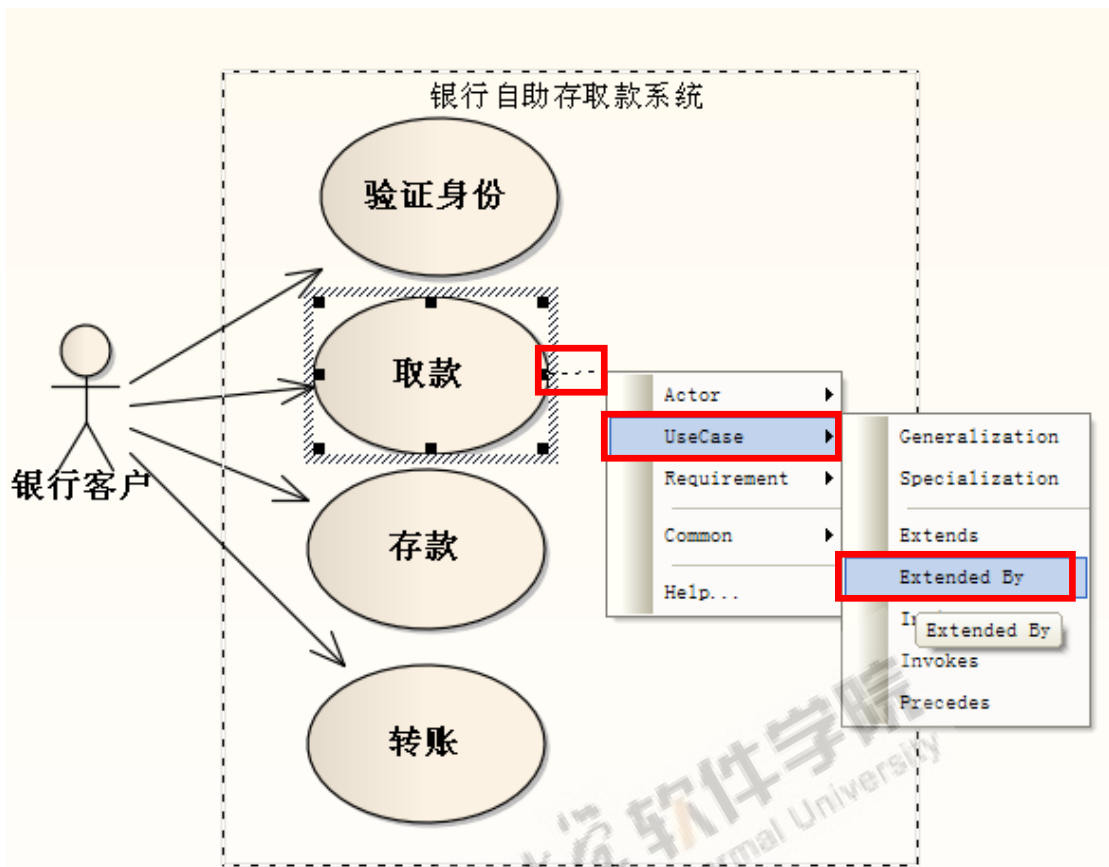 银行自助存取款系统
验证身份
取款
Actor
UseCase
Generalization
Requirement
Specialization
银行客户
存款
Common
Extends
Extended By
Help...
Extended By
Invokes
Precedes
转账
软件学院
University